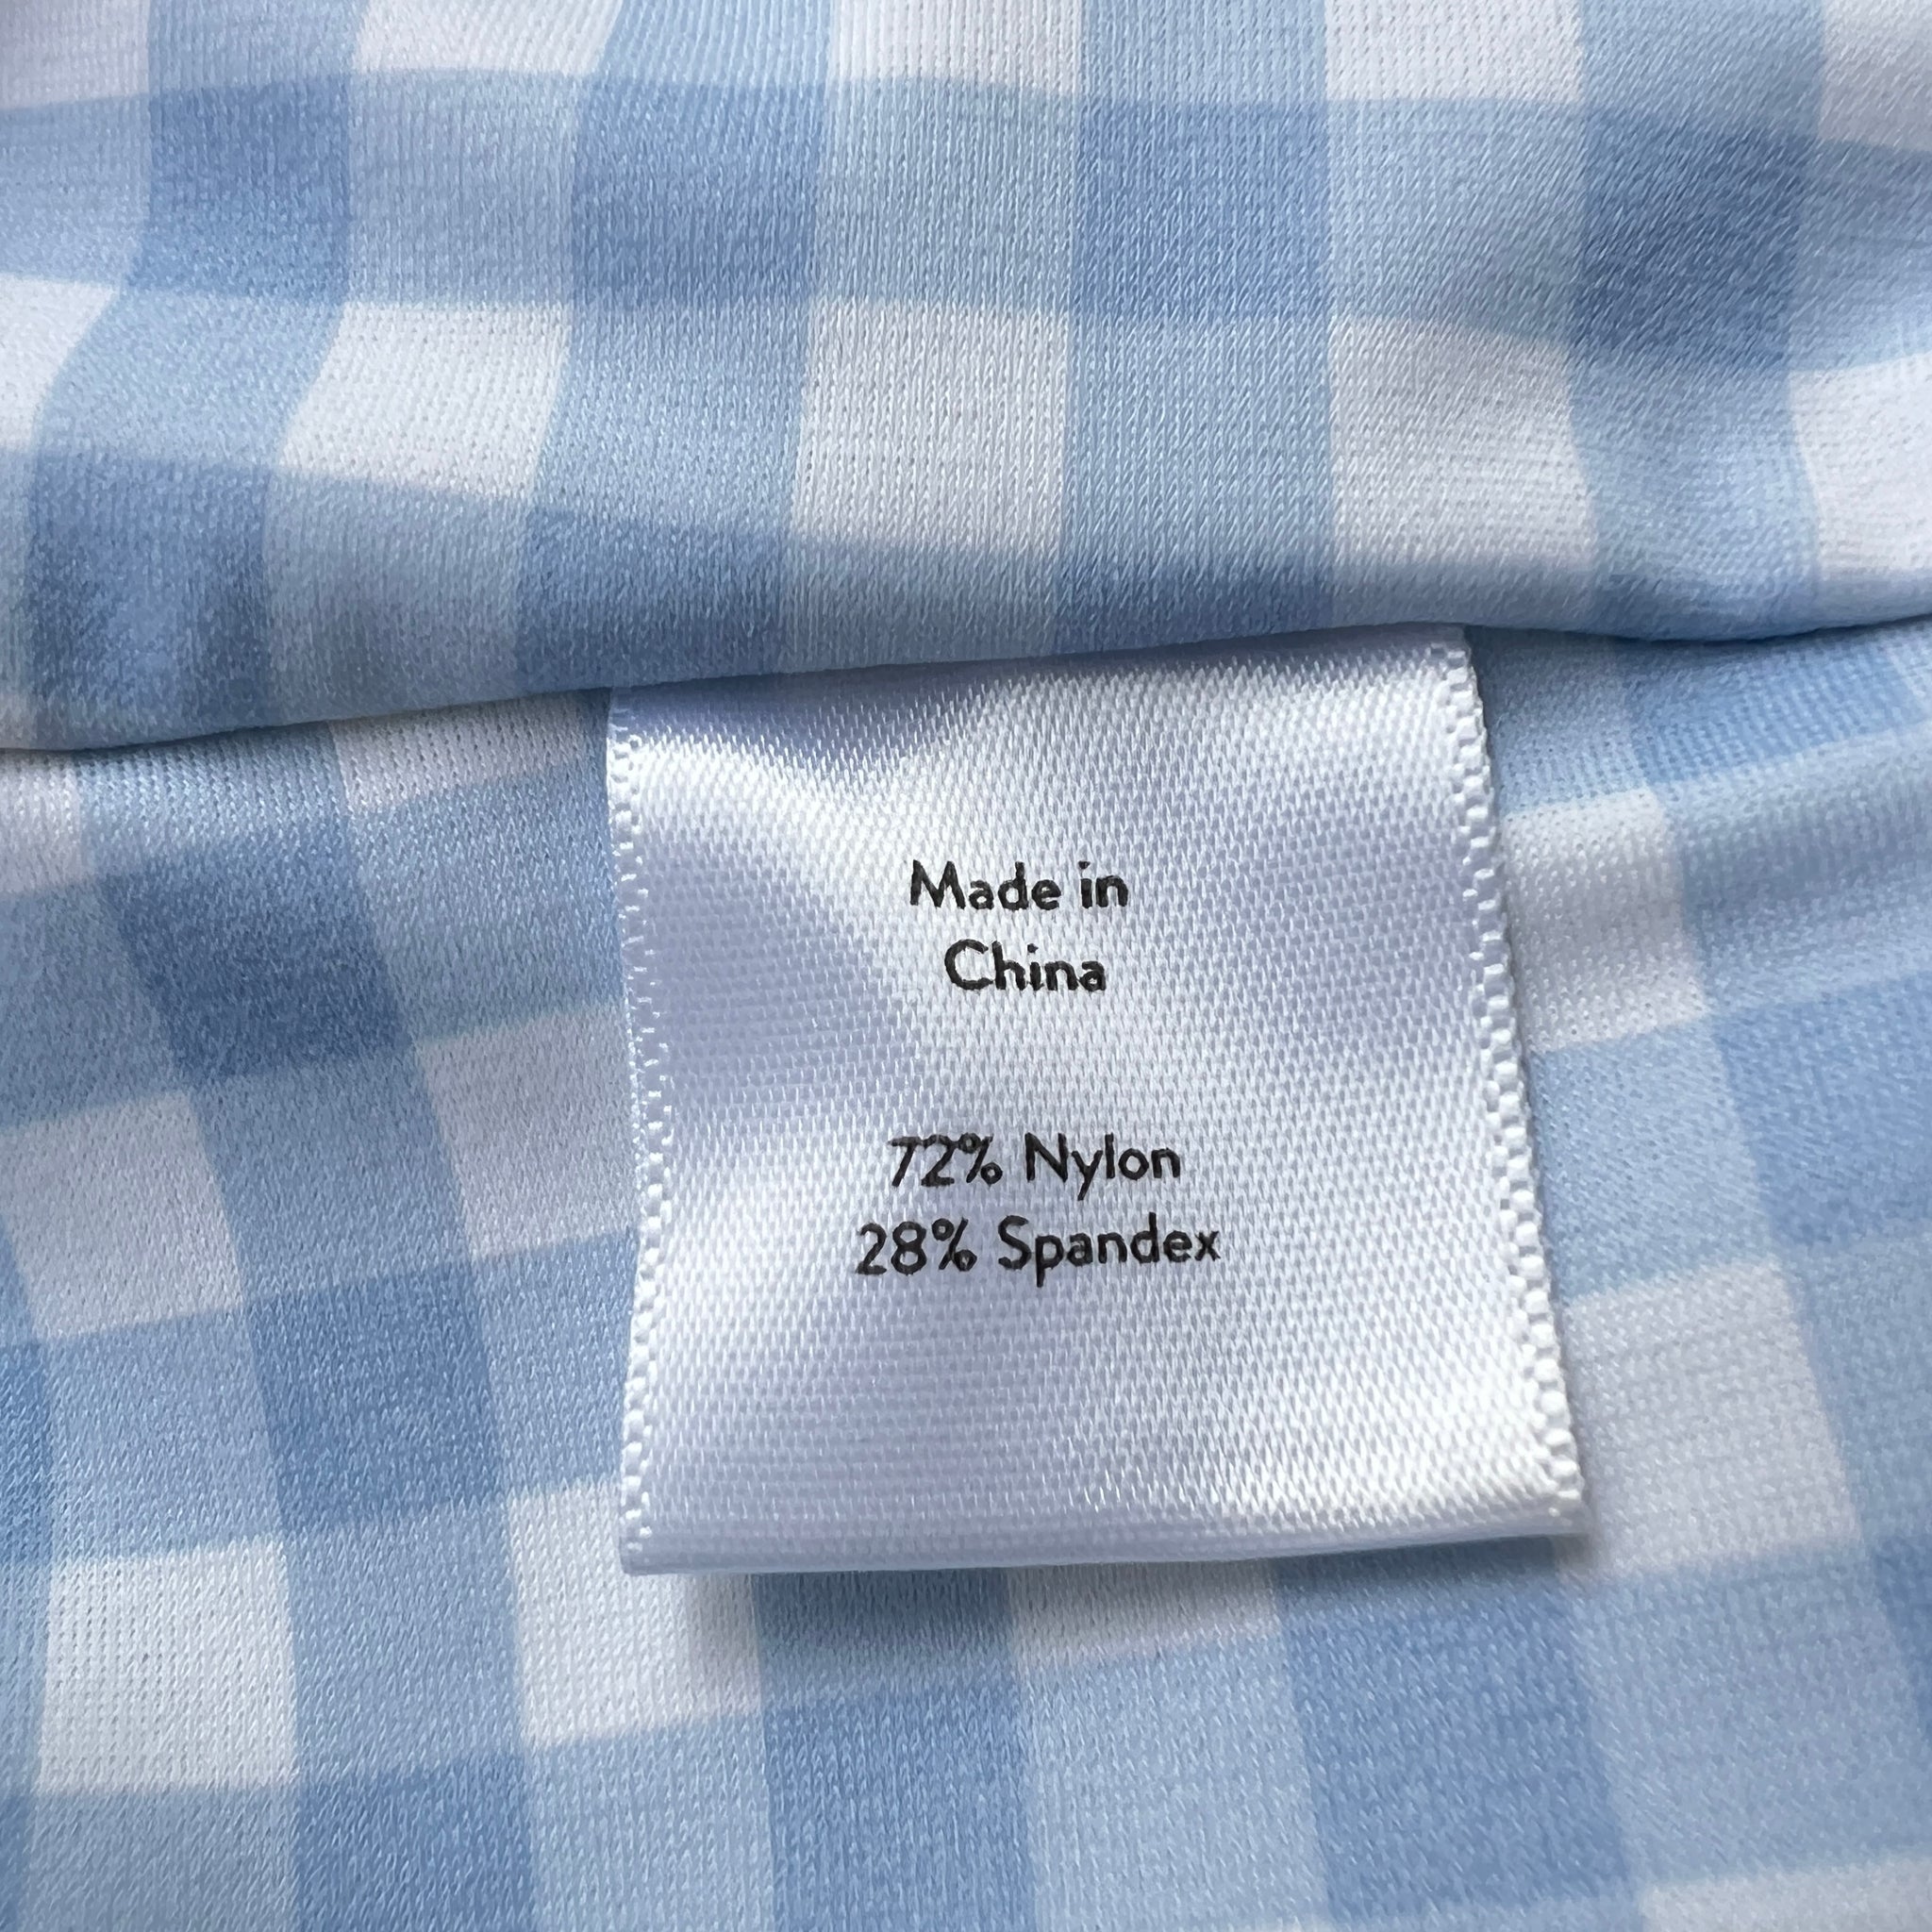 Made in
China
72% Nylon
28% Spandex